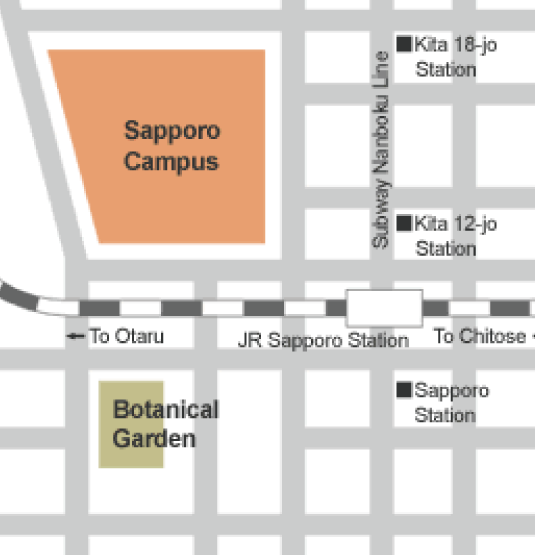 Kita 18-jo
Station
Sapporo
Campus
Subway Nanboku Line
Kita 12-jo
Station
← To Otaru
JR Sapporo Station
To Chitose
Sapporo
Station
Botanical
Garden